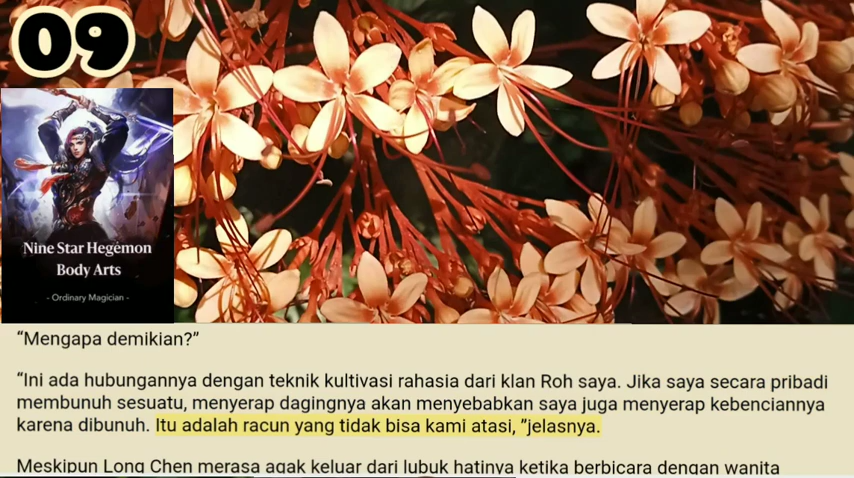 09
Nine Star Hegemon
Body Arts
- Ordinary Magician -
“Mengapa demikian?”
“Ini ada hubungannya dengan teknik kultivasi rahasia dari klan Roh saya. Jika saya secara pribadi
membunuh sesuatu, menyerap dagingnya akan menyebabkan saya juga menyerap kebenciannya
karena dibunuh. Itu adalah racun yang tidak bisa kami atasi, ”jelasnya.
Meskipun Long Chen merasa agak keluar dari lubuk hatinya ketika berbicara dengan wanita